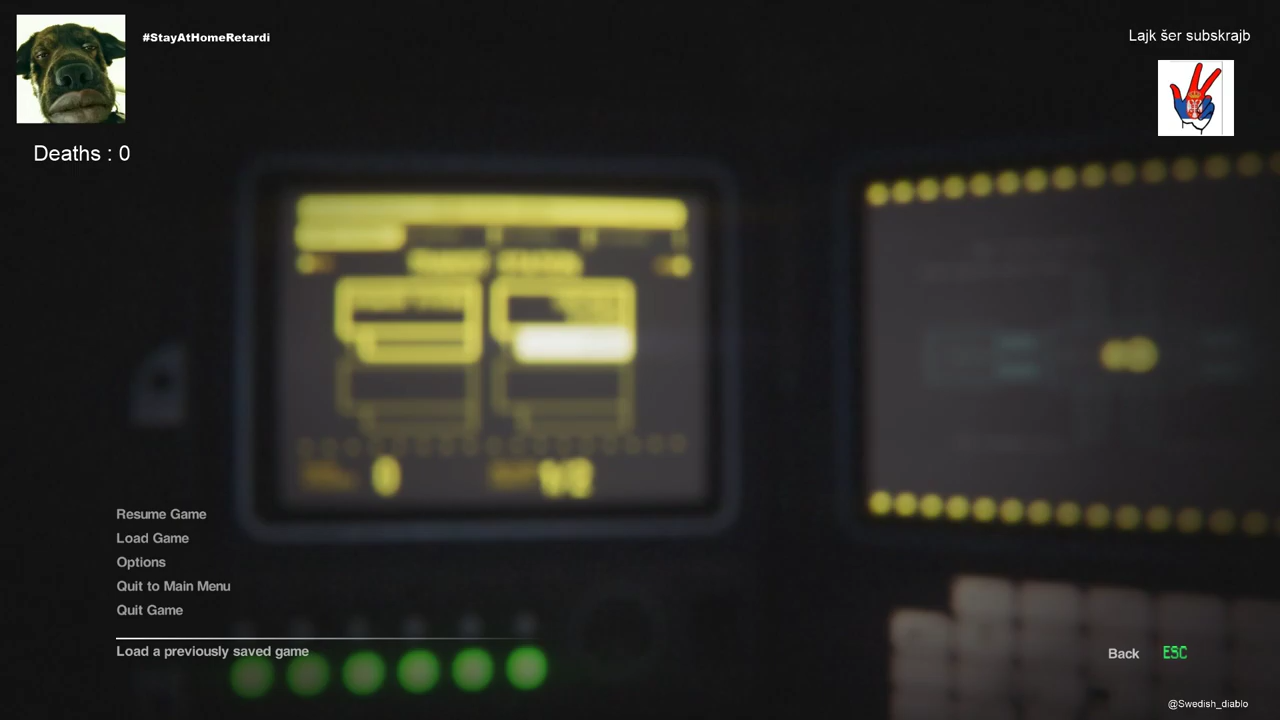 #StayAtHomeRetardi
Lajk šer subskrajb
Deaths : 0
Resume Game
Load Game
Options
Quit to Main Menu
Quit Game
Load a previously saved game
Back ESC
@Swedish_diablo